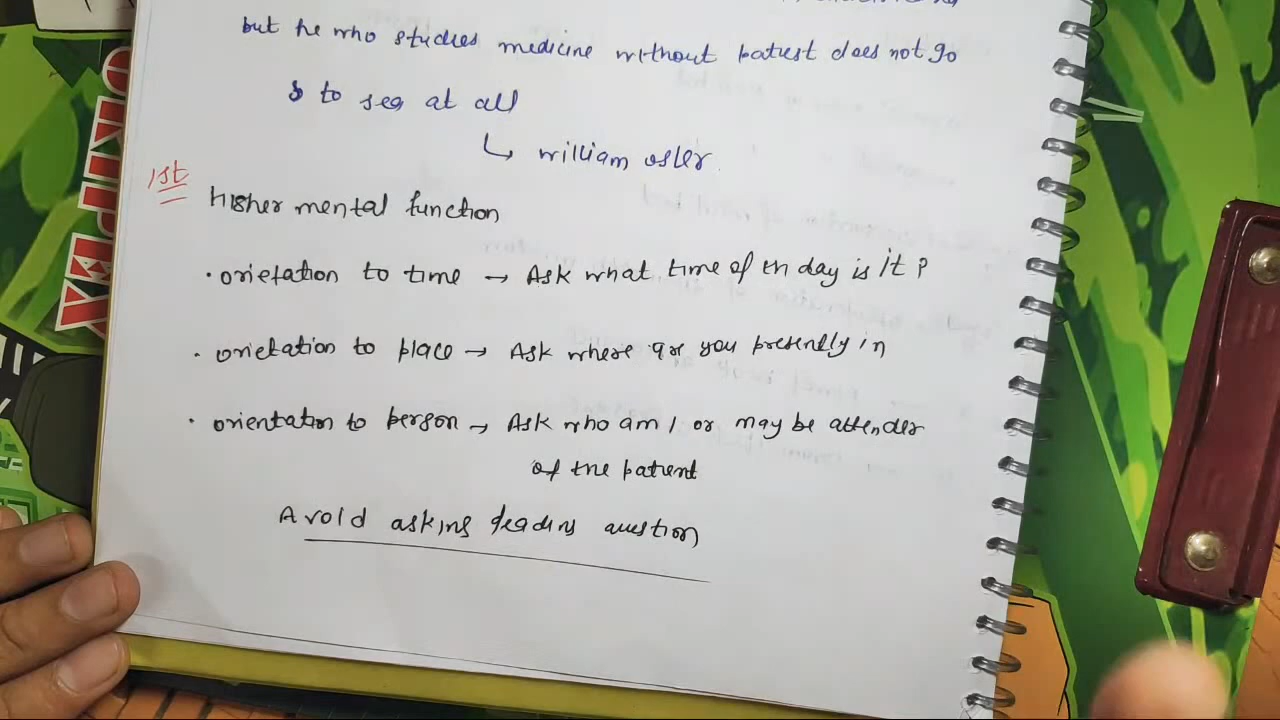 but he who studies medicine without patiest does not go
to sea at all
↳ william osler.
1st
Higher mental function
• orietation to time → Ask what time of th day is it ?
• orietation to place → Ask where are you presently in
• orientation to person → Ask who am I or may be attender
of the patient
Avoid asking leading question